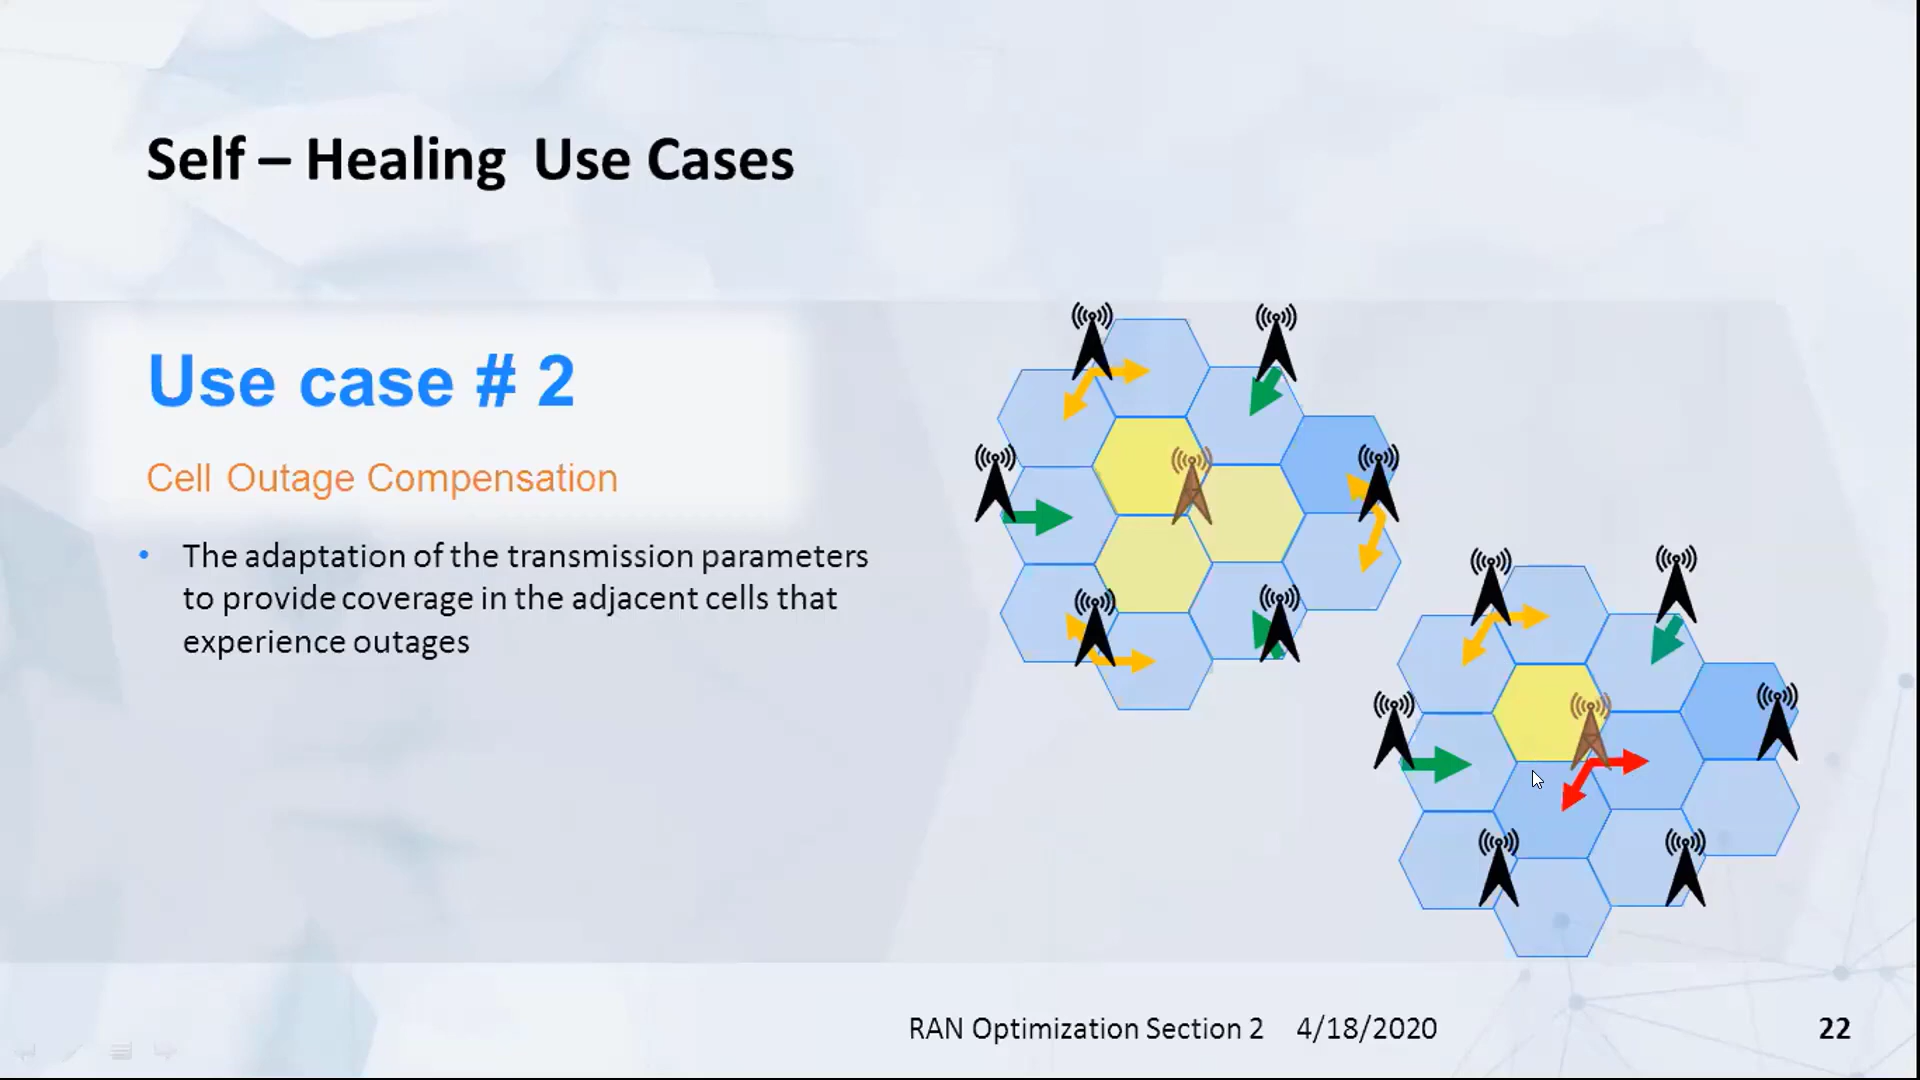 Self – Healing  Use Cases
Use case # 2
Cell Outage Compensation
• The adaptation of the transmission parameters
to provide coverage in the adjacent cells that
experience outages
RAN Optimization Section 2 4/18/2020 22